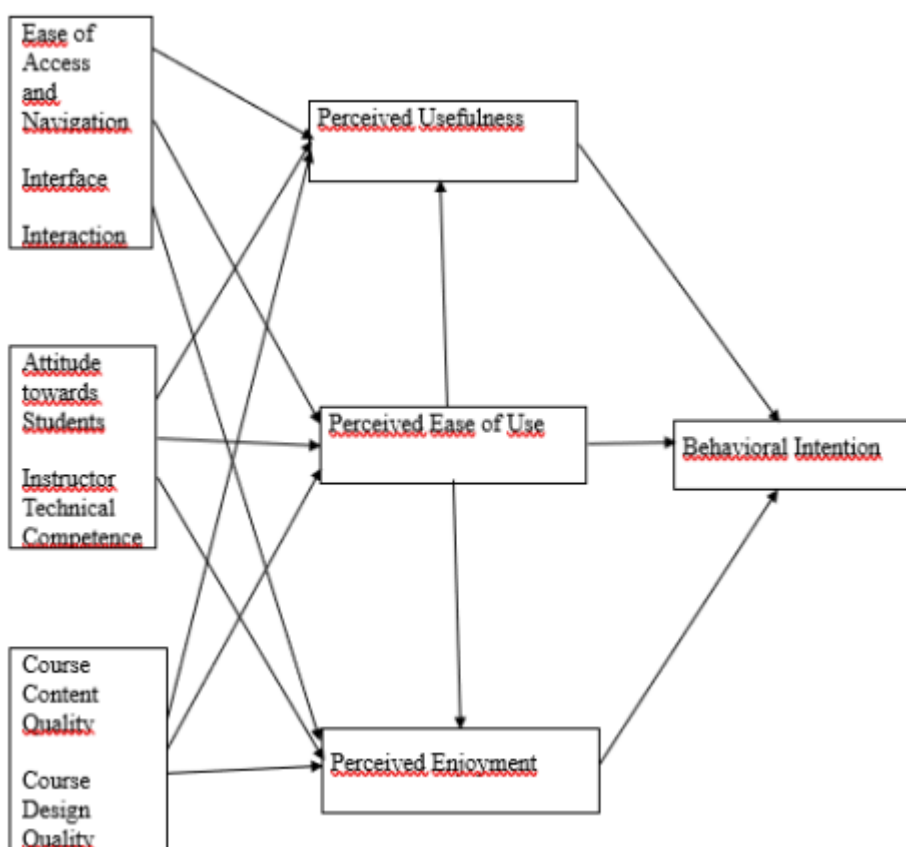 Ease of
Access
and
Navigation
Interface
Interaction
Perceived Usefulness
Attitude
towards
Students
Instructor
Technical
Competence
Perceived Ease of Use
Behavioral Intention
Course
Content
Quality
Course
Design
Quality
Perceived Enjoyment